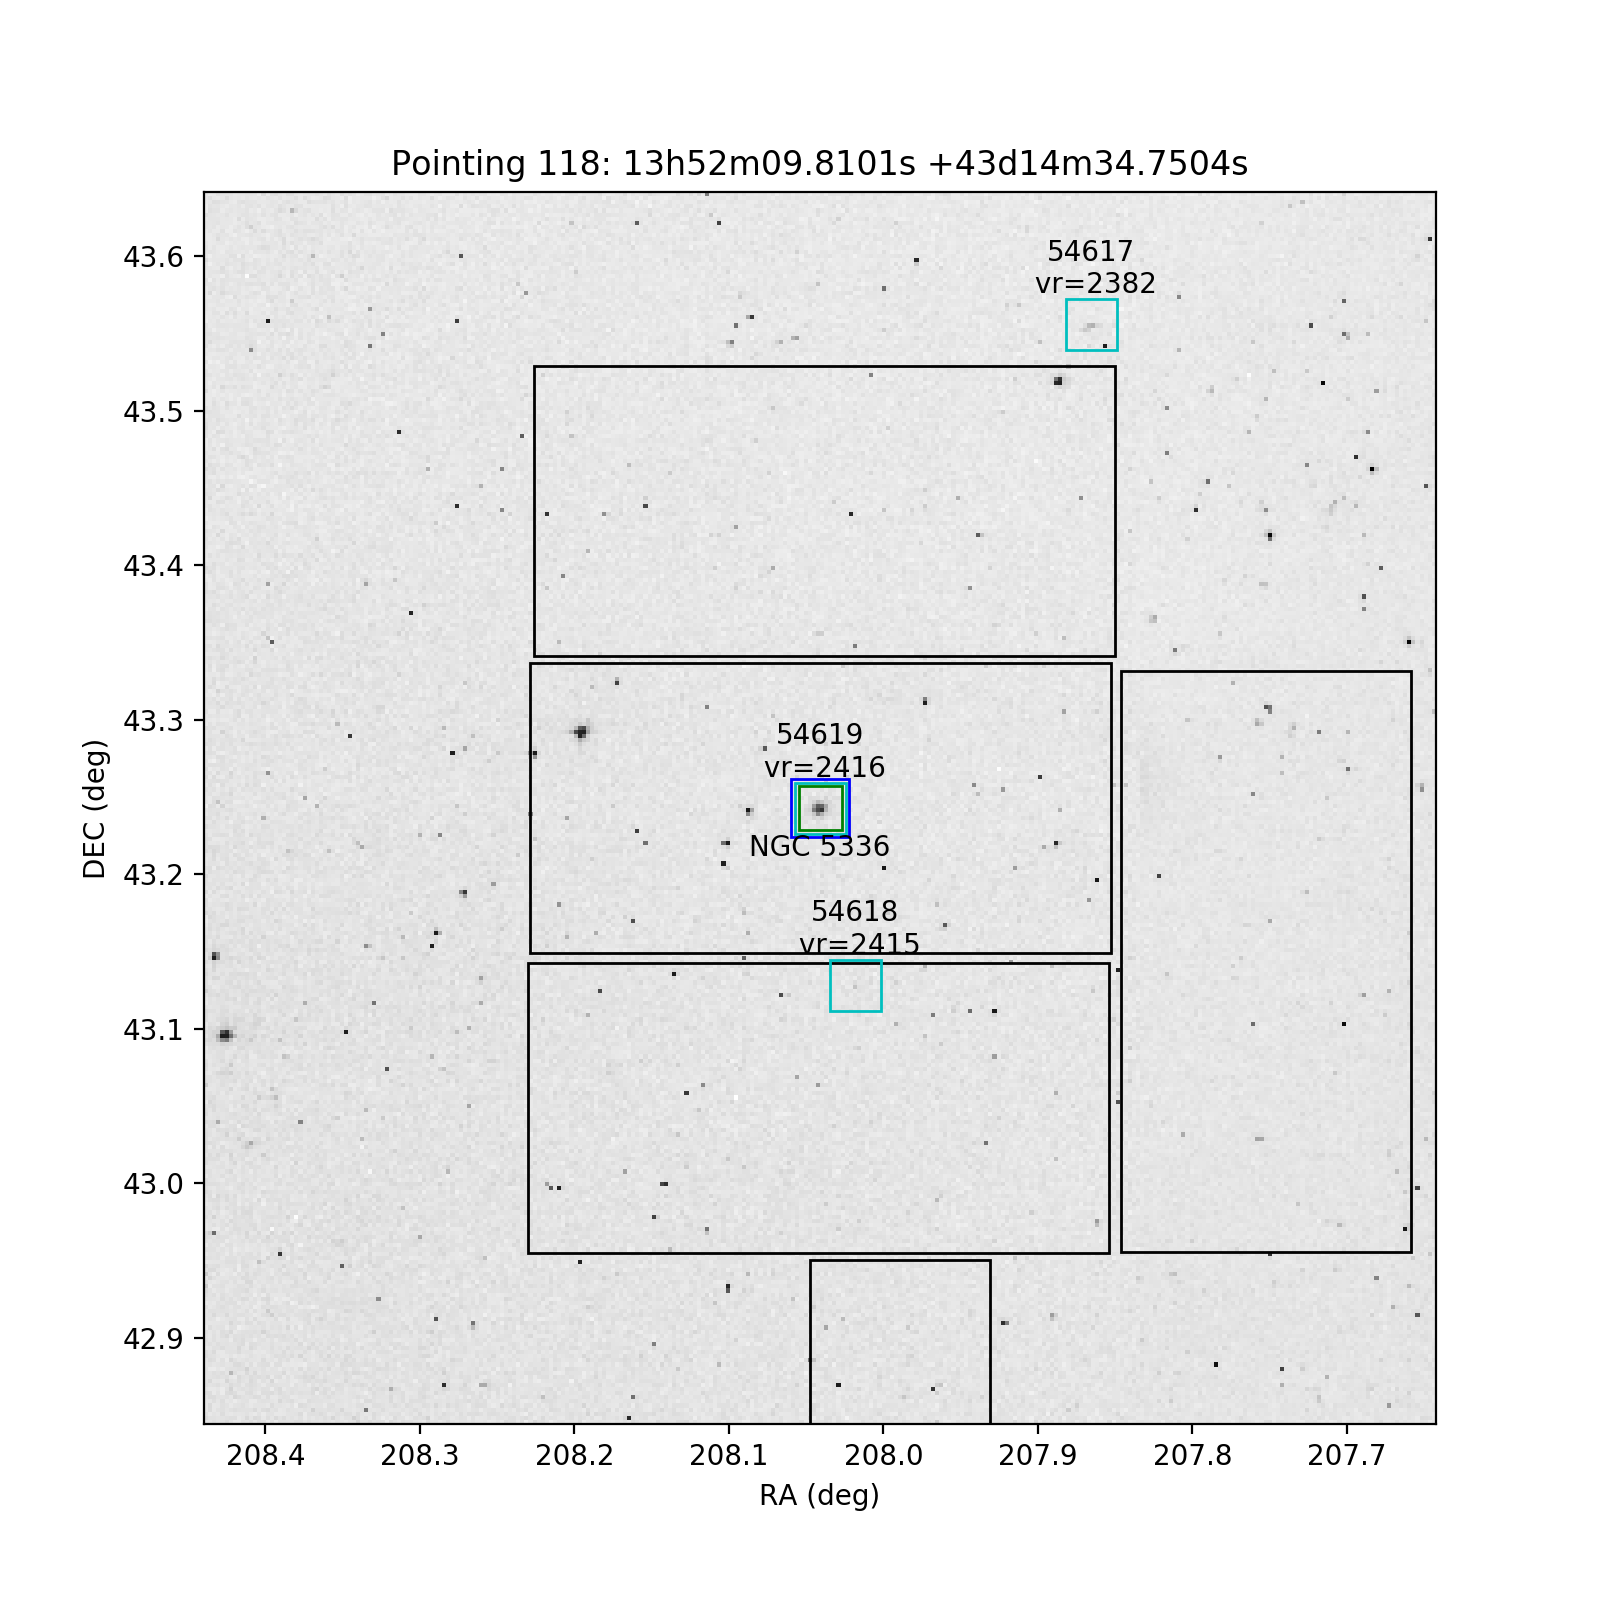 Pointing 118: 13h52m09.8101s +43d14m34.7504s
43.6
43.5
43.4
43.3
43.2
43.1
43.0
42.9
DEC (deg)
54617
vr=2382
54619
vr=2416
NGC 5336
54618
vr=2415
208.4 208.3 208.2 208.1 208.0 207.9 207.8 207.7
RA (deg)